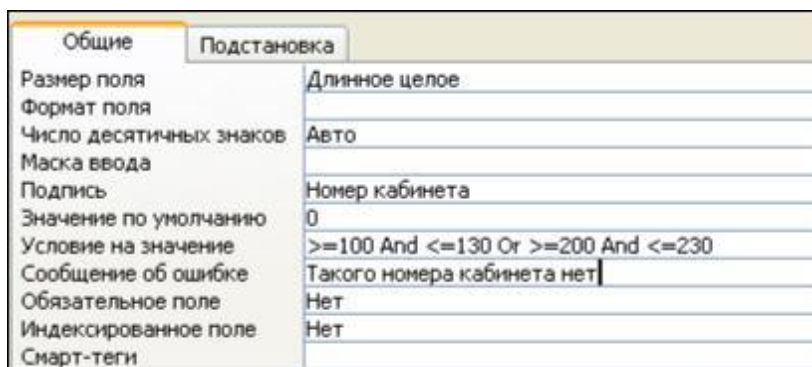 Общие Подстановка
Размер поля Длинное целое
Формат поля
Число десятичных знаков Авто
Маска ввода
Подпись Номер кабинета
Значение по умолчанию 0
Условие на значение >=100 And <=130 Or >=200 And <=230
Сообщение об ошибке Такого номера кабинета нет
Обязательное поле Нет
Индексированное поле Нет
Смарт-теги